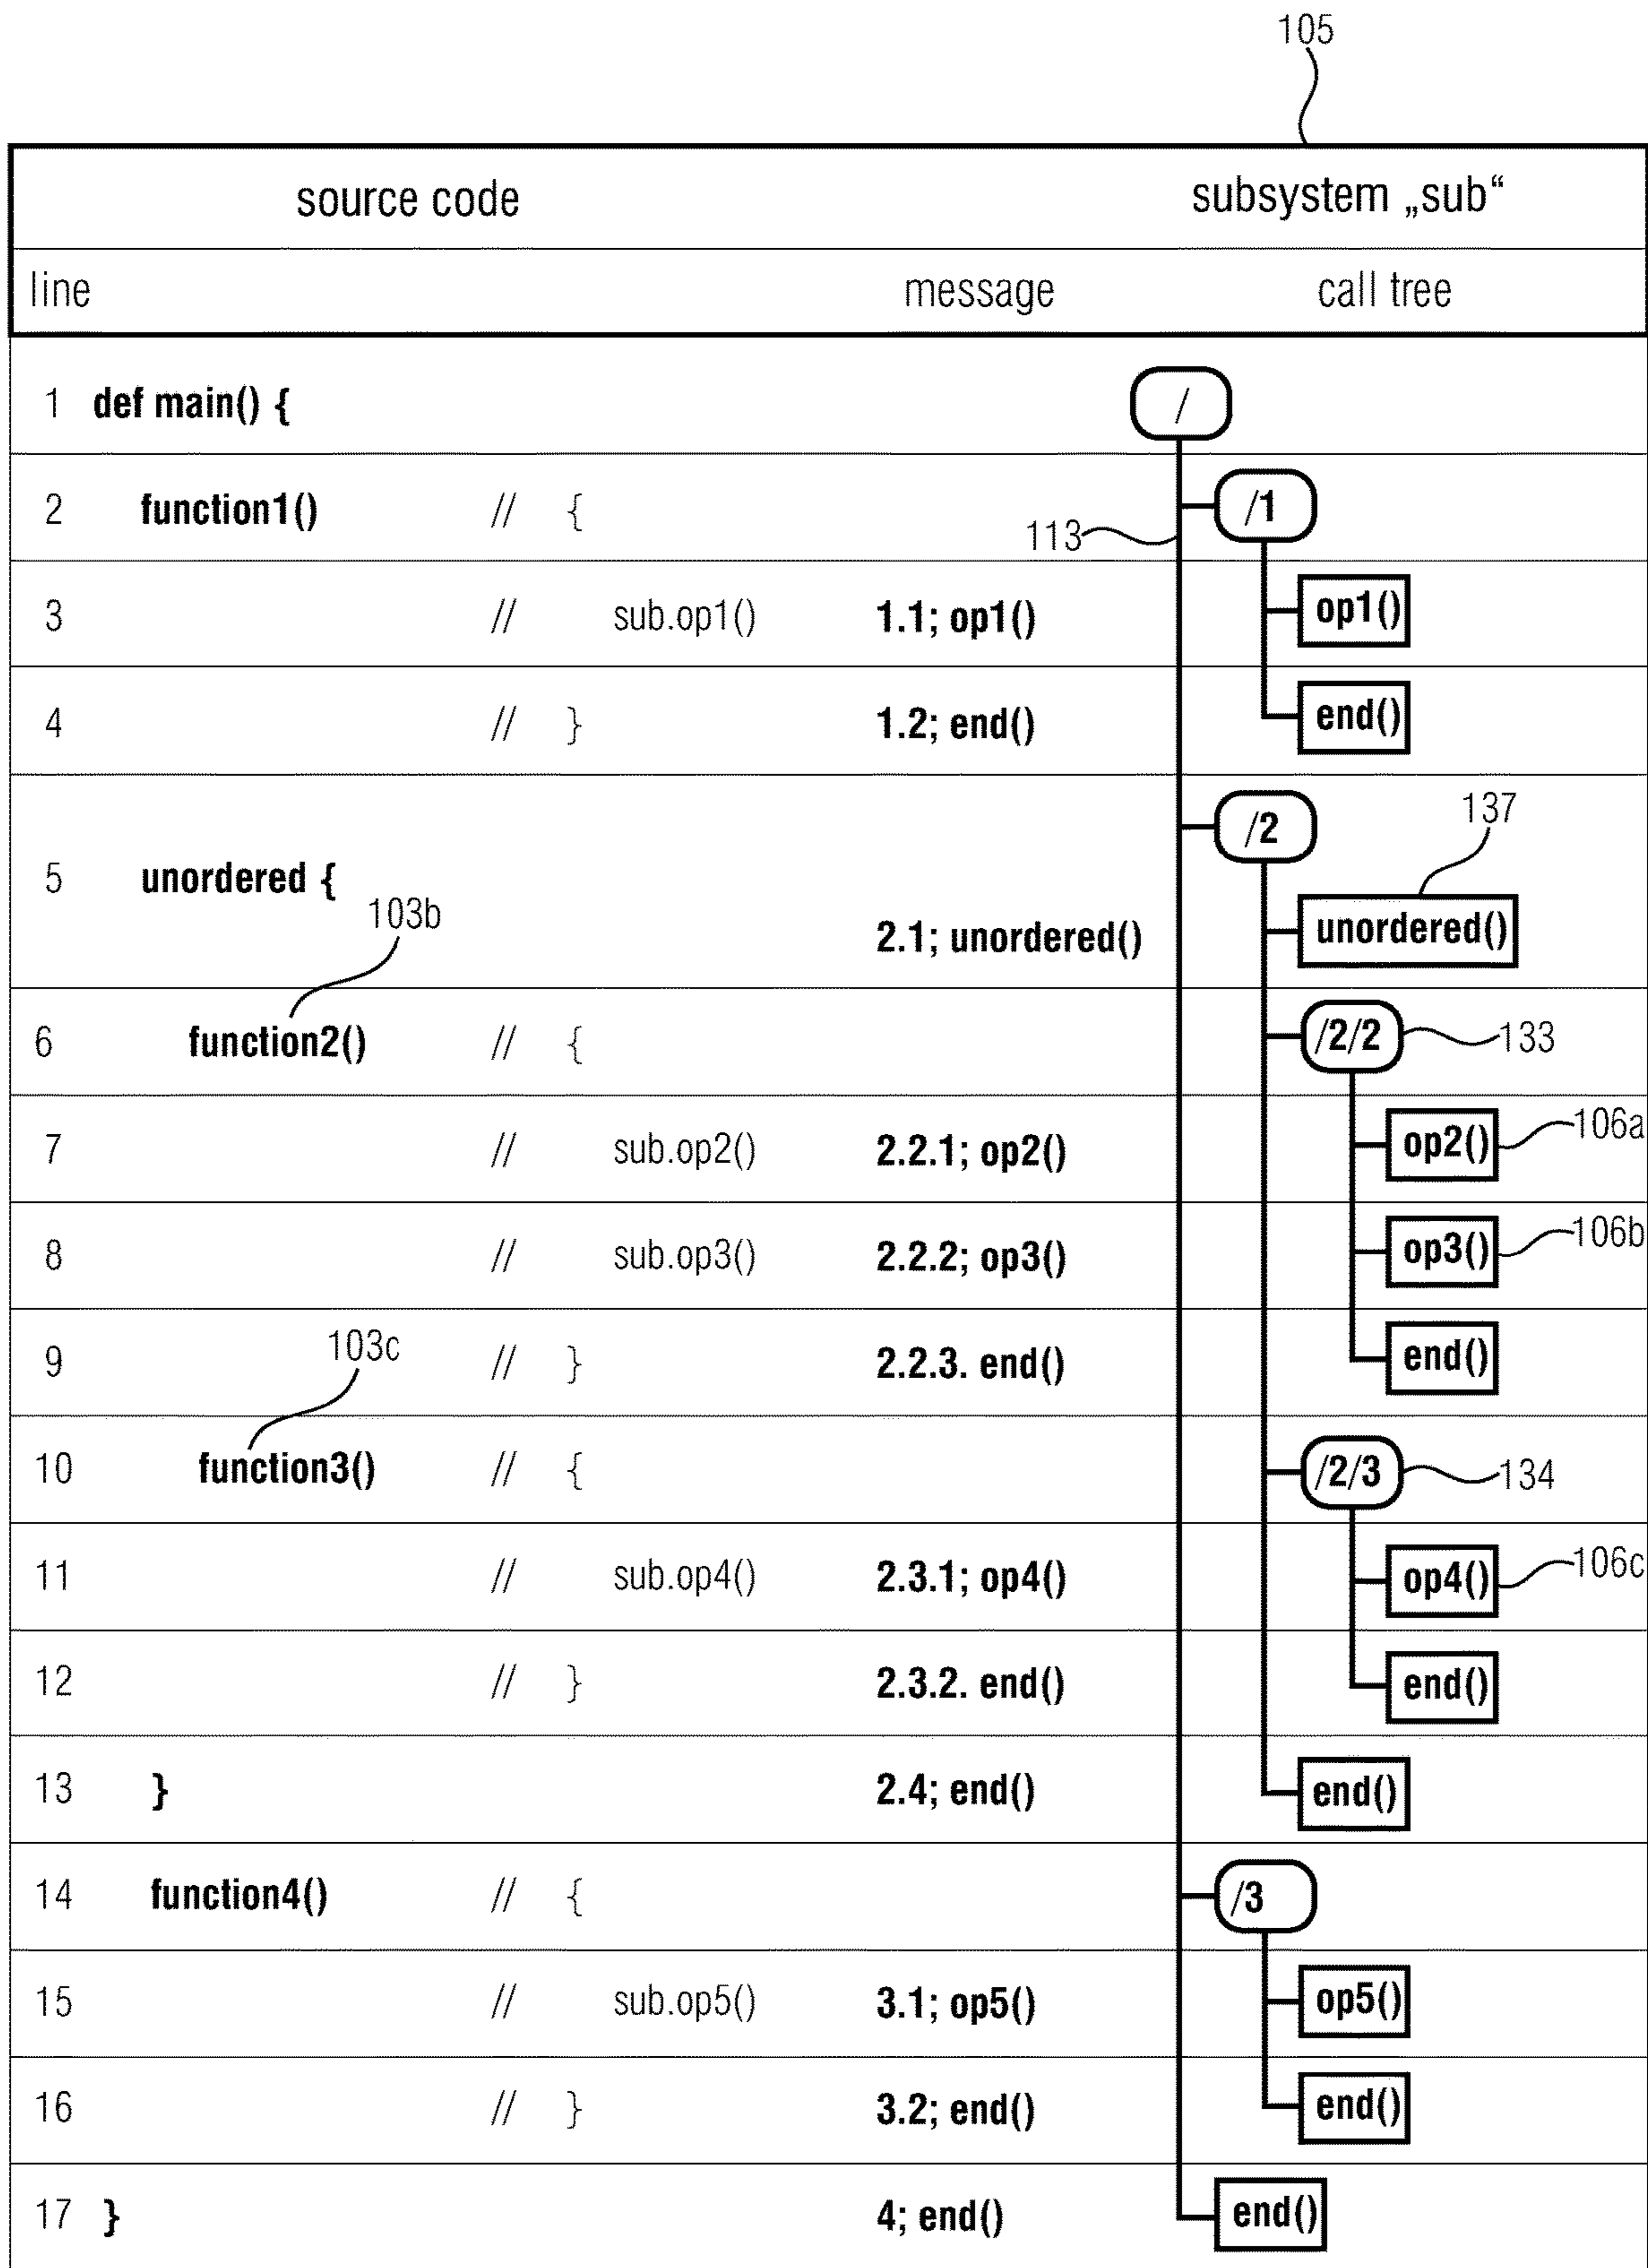 105
source code subsystem „sub“
line message call tree
1 def main() { /
2 function1() // { /1
113
3 // sub.op1() 1.1; op1() op1()
4 // } 1.2; end() end()
/2 137
5 unordered {
103b 2.1; unordered() unordered()
6 function2() // { /2/2 133
7 // sub.op2() 2.2.1; op2() op2() 106a
8 // sub.op3() 2.2.2; op3() op3() 106b
9 103c // } 2.2.3. end() end()
10 function3() // { /2/3 134
11 // sub.op4() 2.3.1; op4() op4() 106c
12 // } 2.3.2. end() end()
13 } 2.4; end() end()
14 function4() // { /3
15 // sub.op5() 3.1; op5() op5()
16 // } 3.2; end() end()
17 } 4; end() end()